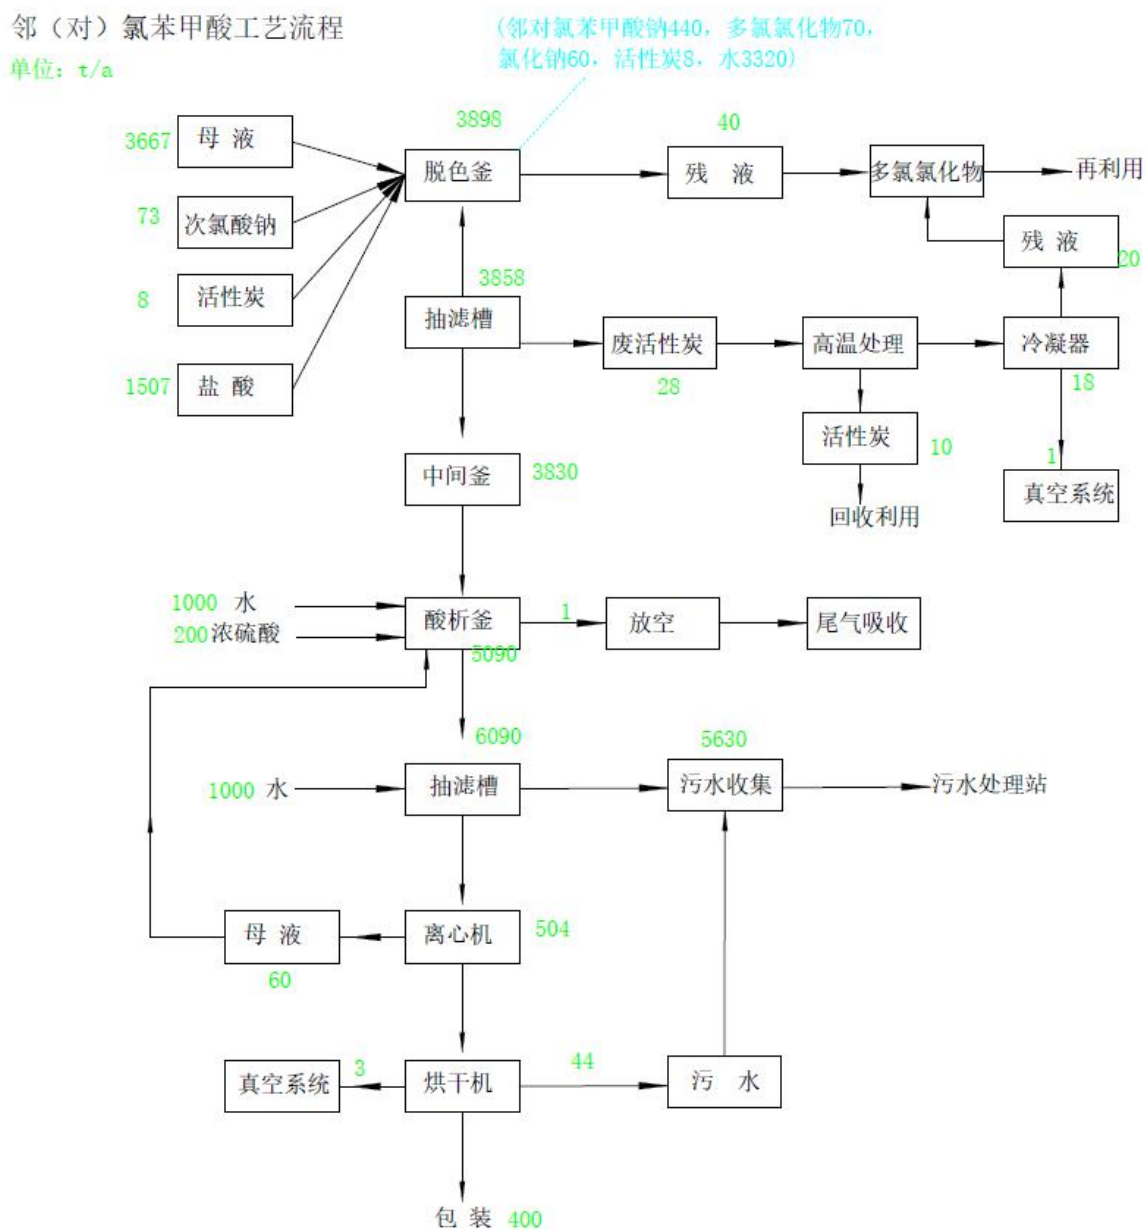 邻（对）氯苯甲酸工艺流程
单位：t/a
(邻对氯苯甲酸钠440，多氯氯化物70，
氯化钠60，活性炭8，水3320)
3667
母 液
3898
脱色釜
40
残 液
多氯氯化物
再利用
73
次氯酸钠
残 液
20
8
活性炭
3858
抽滤槽
废活性炭
28
高温处理
冷凝器
18
1507
盐 酸
活性炭
10
回收利用
1
真空系统
中间釜
3830
1000 水
200浓硫酸
酸析釜
5090
1
放空
尾气吸收
6090
1000 水
抽滤槽
5630
污水收集
污水处理站
母 液
60
离心机
504
真空系统
3
烘干机
44
污 水
包 装 400